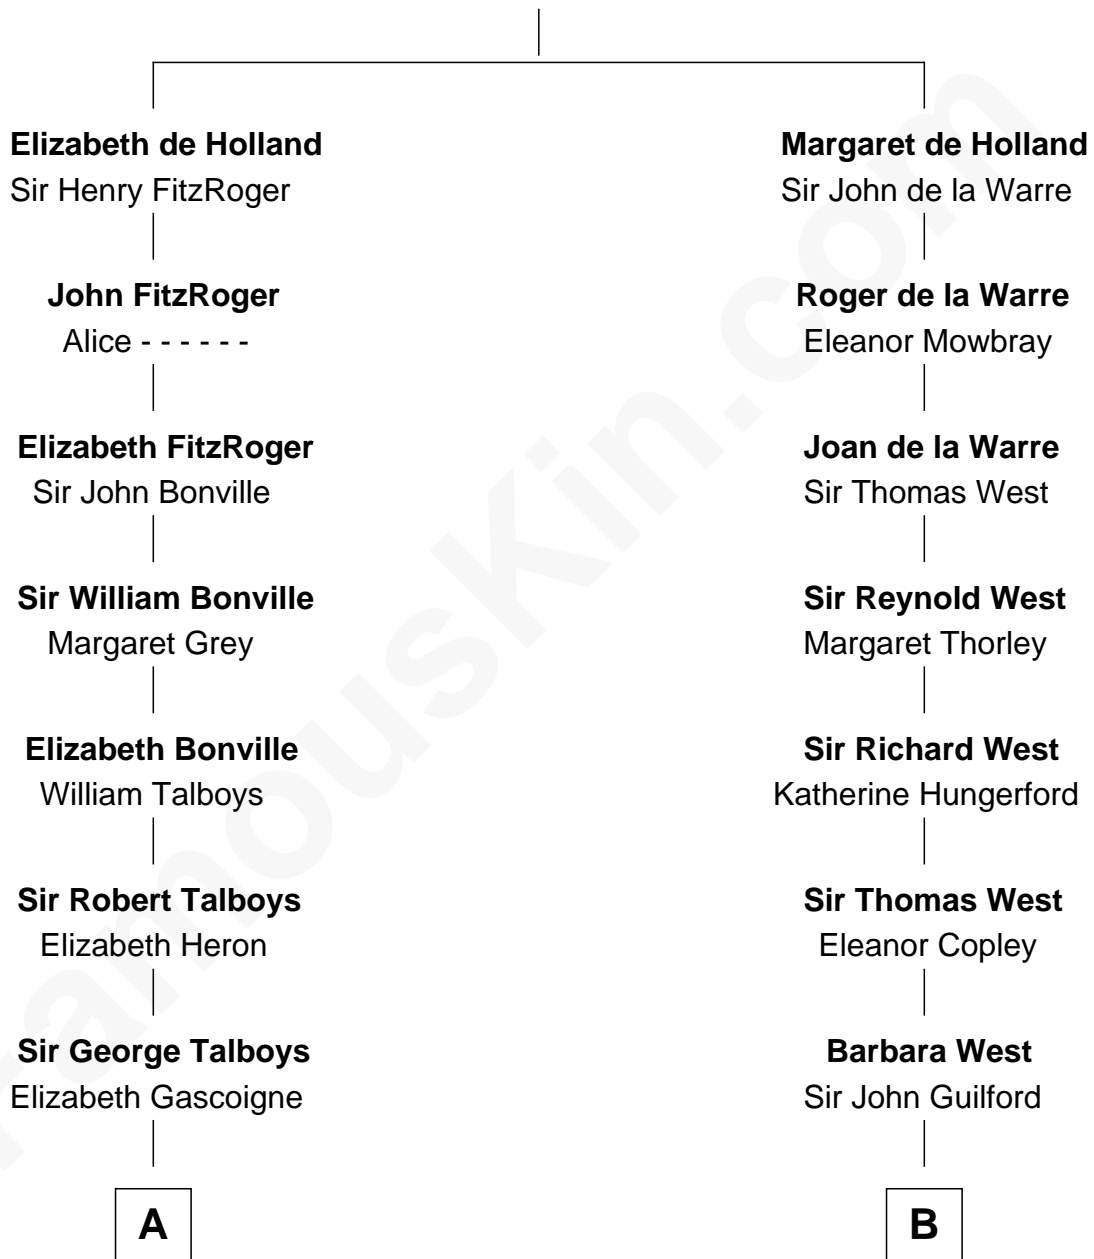 Elizabeth de Holland
Sir Henry FitzRoger
John FitzRoger
Alice - - - - - -
Elizabeth FitzRoger
Sir John Bonville
Sir William Bonville
Margaret Grey
Elizabeth Bonville
William Talboys
Sir Robert Talboys
Elizabeth Heron
Sir George Talboys
Elizabeth Gascoigne
A
Margaret de Holland
Sir John de la Warre
Roger de la Warre
Eleanor Mowbray
Joan de la Warre
Sir Thomas West
Sir Reynold West
Margaret Thorley
Sir Richard West
Katherine Hungerford
Sir Thomas West
Eleanor Copley
Barbara West
Sir John Guilford
B
FamousKin.com